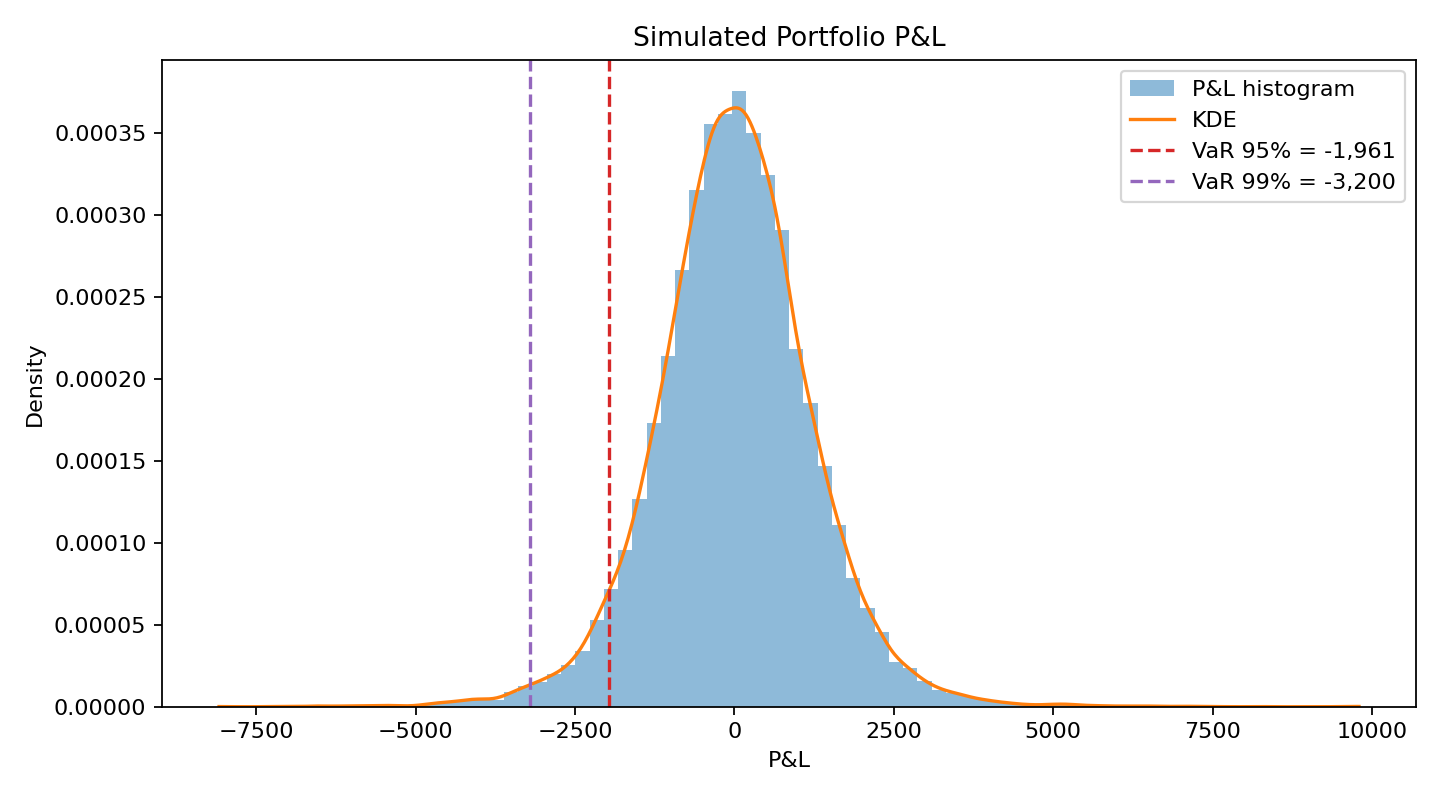 Simulated Portfolio P&L
P&L histogram
KDE
VaR 95% = -1,961
VaR 99% = -3,200
Density
0.00035
0.00030
0.00025
0.00020
0.00015
0.00010
0.00005
0.00000
−7500 −5000 −2500 0 2500 5000 7500 10000
P&L